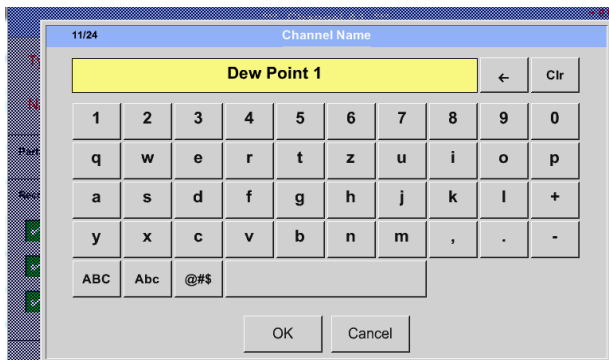 11/24 Channel Name
Dew Point 1 ← Clr
1 2 3 4 5 6 7 8 9 0
q w e r t z u i o p
a s d f g h j k l +
y x c v b n m , . -
ABC Abc @#$
OK Cancel